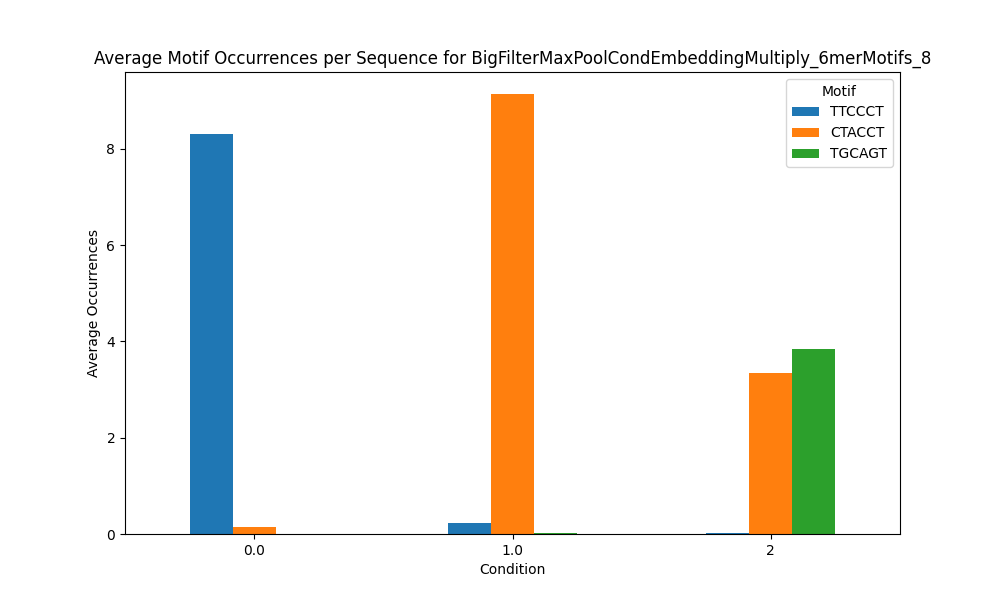 Average Motif Occurrences per Sequence for BigFilterMaxPoolCondEmbeddingMultiply_6merMotifs_8
Motif
TTCCCT
CTACCT
TGCAGT
Average Occurrences
8
6
4
2
0
0.0
1.0
2
Condition